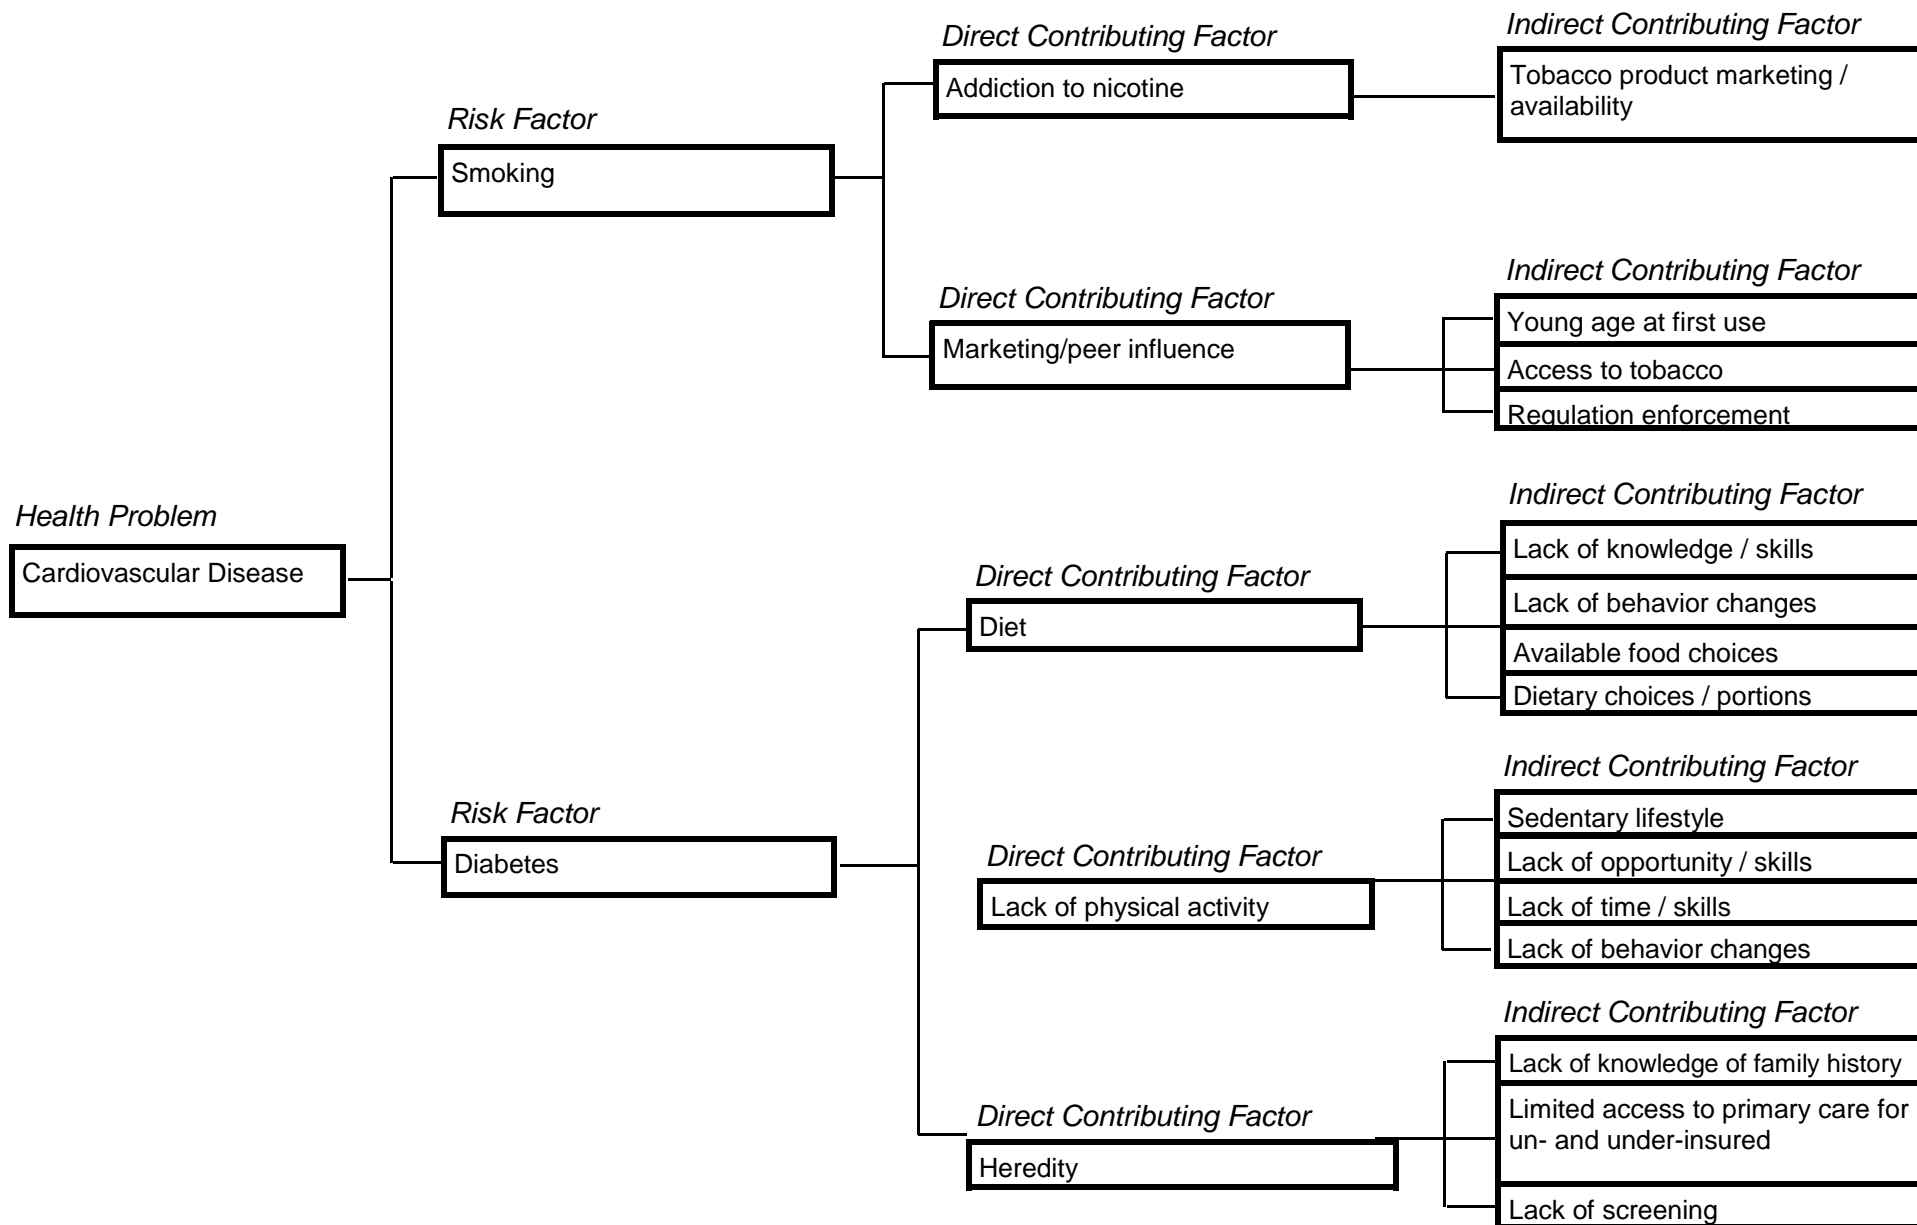 Health Problem
Cardiovascular Disease
Risk Factor
Smoking
Direct Contributing Factor
Addiction to nicotine
Indirect Contributing Factor
Tobacco product marketing /
availability
Direct Contributing Factor
Marketing/peer influence
Indirect Contributing Factor
Young age at first use
Access to tobacco
Regulation enforcement
Risk Factor
Diabetes
Direct Contributing Factor
Diet
Indirect Contributing Factor
Lack of knowledge / skills
Lack of behavior changes
Available food choices
Dietary choices / portions
Direct Contributing Factor
Lack of physical activity
Indirect Contributing Factor
Sedentary lifestyle
Lack of opportunity / skills
Lack of time / skills
Lack of behavior changes
Direct Contributing Factor
Heredity
Indirect Contributing Factor
Lack of knowledge of family history
Limited access to primary care for
un- and under-insured
Lack of screening